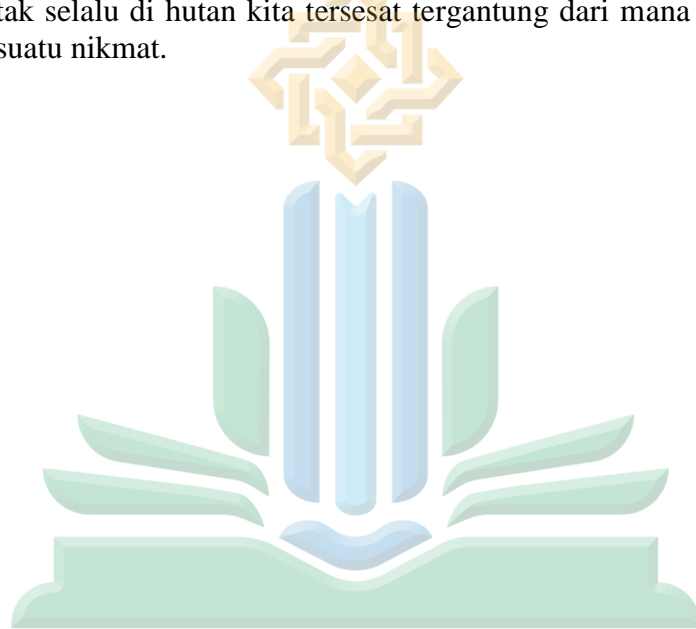 tak selalu di hutan kita tersesat tergantung dari mana
suatu nikmat.